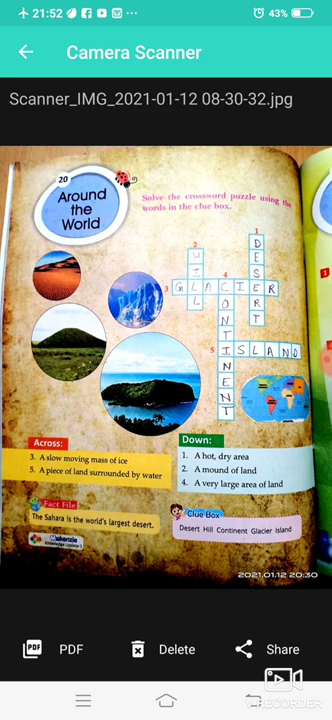 21:52
43%
Camera Scanner
Scanner_IMG_2021-01-12 08-30-32.jpg
20
Around
the
World
Solve the crossword puzzle using the
words in the clue box.
1
DESERT
2
HILL
3 GLACIER
4
CONTINENT
5 ISLAND
Across:
3. A slow moving mass of ice
5. A piece of land surrounded by water
Down:
1. A hot, dry area
2. A mound of land
4. A very large area of land
Fact File
The Sahara is the world's largest desert.
Clue Box
Desert Hill Continent Glacier Island
2021.01.12 20:30
PDF
PDF
Delete
Share
V RECORDER